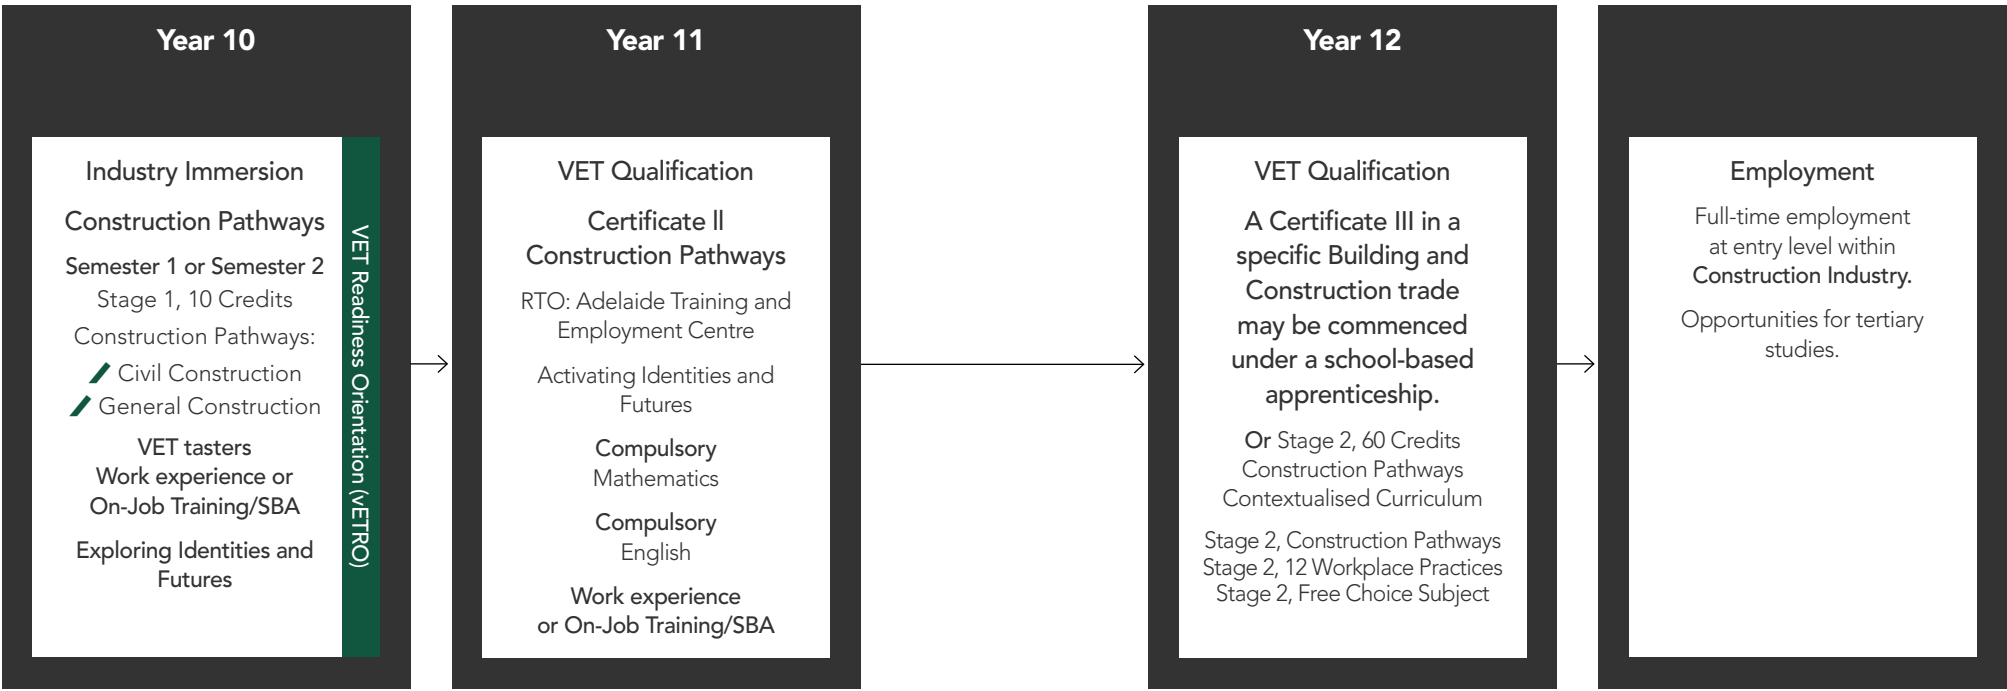 Year 10
Industry Immersion
Construction Pathways
Semester 1 or Semester 2
Stage 1, 10 Credits
Construction Pathways:
Civil Construction
General Construction
VET tasters
Work experience or
On-Job Training/SBA
Exploring Identities and
Futures
VET Readiness Orientation (vETRO)
Year 11
VET Qualification
Certificate ll
Construction Pathways
RTO: Adelaide Training and
Employment Centre
Activating Identities and
Futures
Compulsory
Mathematics
Compulsory
English
Work experience
or On-Job Training/SBA
Year 12
VET Qualification
A Certificate III in a
specific Building and
Construction trade
may be commenced
under a school-based
apprenticeship.
Or Stage 2, 60 Credits
Construction Pathways
Contextualised Curriculum
Stage 2, Construction Pathways
Stage 2, 12 Workplace Practices
Stage 2, Free Choice Subject
Employment
Full-time employment
at entry level within
Construction Industry.
Opportunities for tertiary
studies.